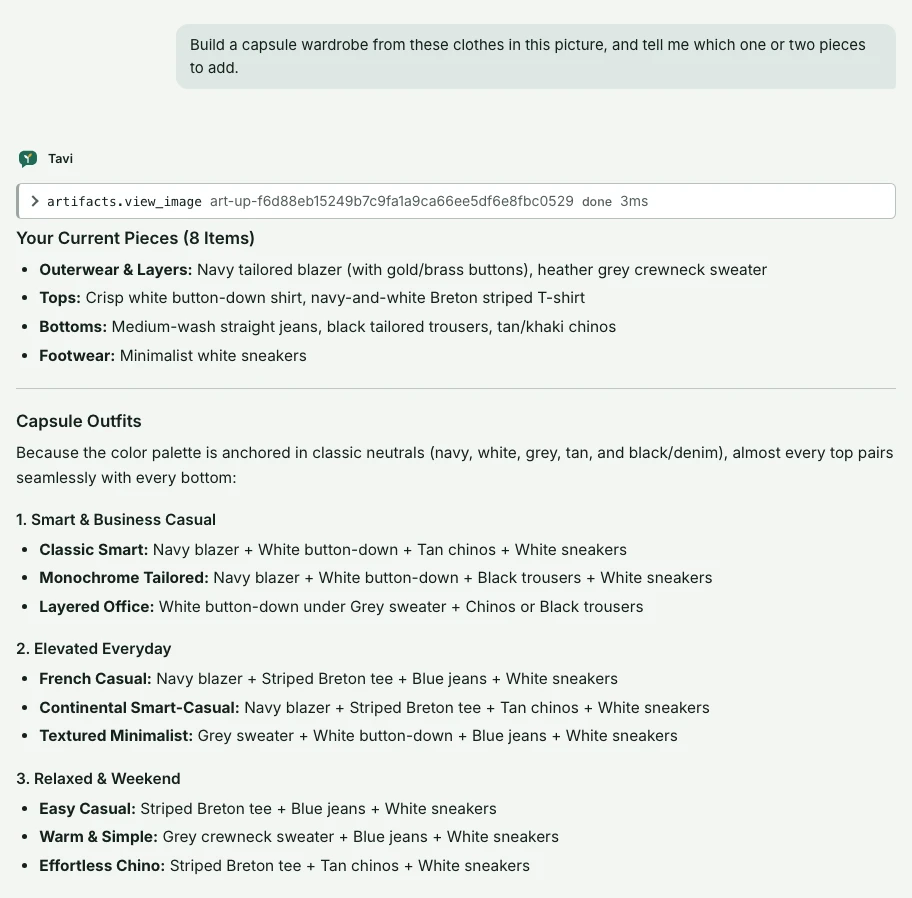 Build a capsule wardrobe from these clothes in this picture, and tell me which one or two pieces
to add.
Tavi
artifacts.view_image art-up-f6d88eb15249b7c9fa1a9ca66ee5df6e8fbc0529 done 3ms
Your Current Pieces (8 Items)
• Outerwear & Layers: Navy tailored blazer (with gold/brass buttons), heather grey crewneck sweater
• Tops: Crisp white button-down shirt, navy-and-white Breton striped T-shirt
• Bottoms: Medium-wash straight jeans, black tailored trousers, tan/khaki chinos
• Footwear: Minimalist white sneakers
Capsule Outfits
Because the color palette is anchored in classic neutrals (navy, white, grey, tan, and black/denim), almost every top pairs
seamlessly with every bottom:
1. Smart & Business Casual
• Classic Smart: Navy blazer + White button-down + Tan chinos + White sneakers
• Monochrome Tailored: Navy blazer + White button-down + Black trousers + White sneakers
• Layered Office: White button-down under Grey sweater + Chinos or Black trousers
2. Elevated Everyday
• French Casual: Navy blazer + Striped Breton tee + Blue jeans + White sneakers
• Continental Smart-Casual: Navy blazer + Striped Breton tee + Tan chinos + White sneakers
• Textured Minimalist: Grey sweater + White button-down + Blue jeans + White sneakers
3. Relaxed & Weekend
• Easy Casual: Striped Breton tee + Blue jeans + White sneakers
• Warm & Simple: Grey crewneck sweater + Blue jeans + White sneakers
• Effortless Chino: Striped Breton tee + Tan chinos + White sneakers